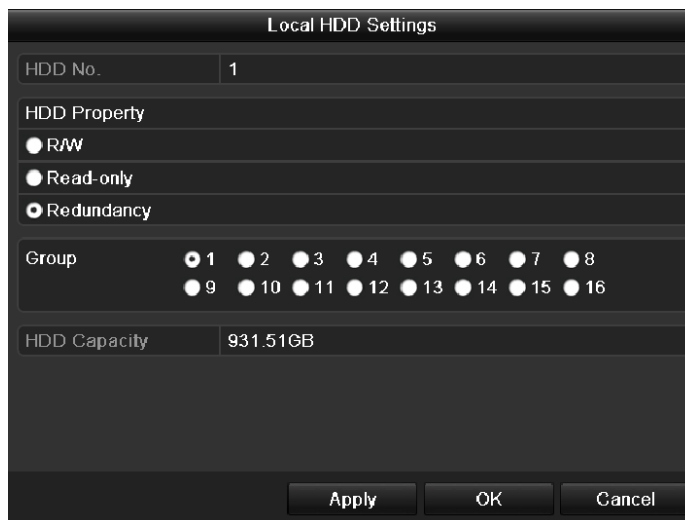 Local HDD Settings
HDD No. 1
HDD Property
R/W
Read-only
Redundancy
Group 1 2 3 4 5 6 7 8
9 10 11 12 13 14 15 16
HDD Capacity 931.51GB
Apply OK Cancel